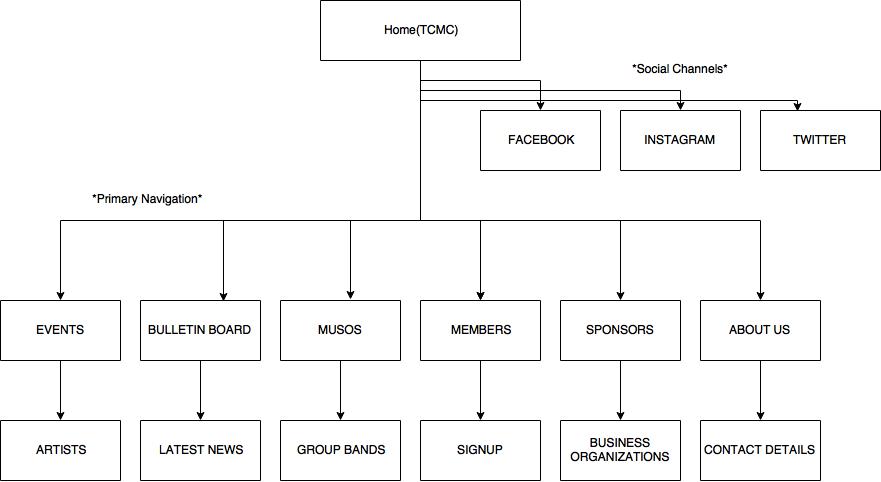 Home(TCMC)
*Social Channels*
FACEBOOK
INSTAGRAM
TWITTER
*Primary Navigation*
EVENTS
BULLETIN BOARD
MUSOS
MEMBERS
SPONSORS
ABOUT US
ARTISTS
LATEST NEWS
GROUP BANDS
SIGNUP
BUSINESS
ORGANIZATIONS
CONTACT DETAILS